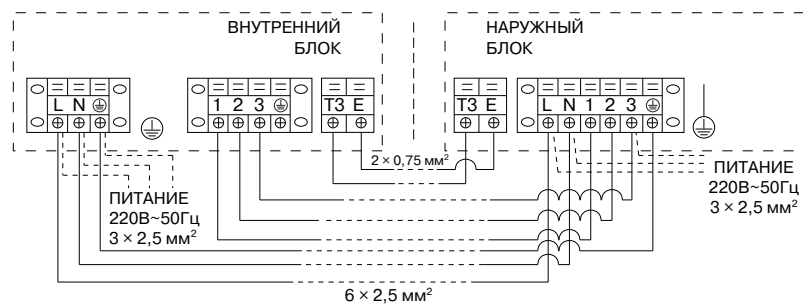 ВНУТРЕННИЙ
БЛОК
НАРУЖНЫЙ
БЛОК
L N
1 2 3
T3 E
T3 E
L N 1 2 3
2 × 0,75 мм²
ПИТАНИЕ
220В~50Гц
3 × 2,5 мм²
ПИТАНИЕ
220В~50Гц
3 × 2,5 мм²
6 × 2,5 мм²